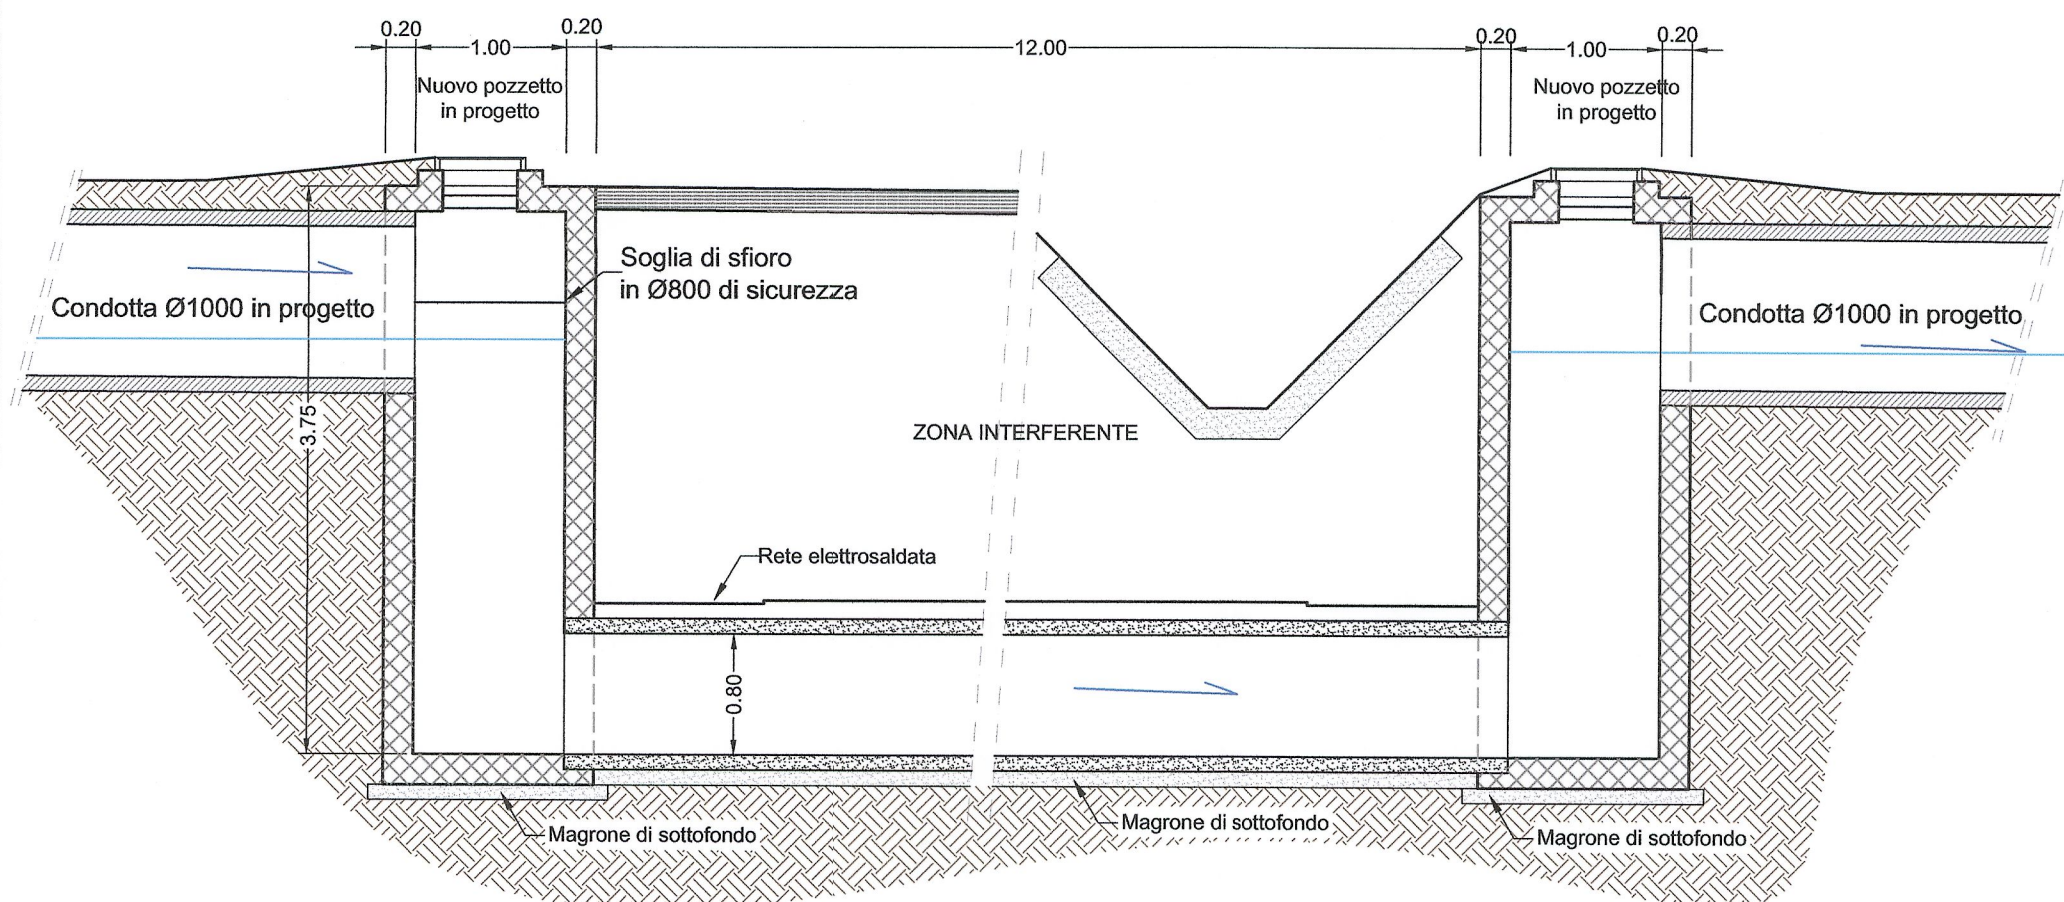 0.20
1.00
0.20
12.00
0.20
1.00
0.20
Nuovo pozzetto
in progetto
Nuovo pozzetto
in progetto
Soglia di sfioro
in Ø800 di sicurezza
Condotta Ø1000 in progetto
Condotta Ø1000 in progetto
3.75
ZONA INTERFERENTE
Rete elettrosaldata
0.80
Magrone di sottofondo
Magrone di sottofondo
Magrone di sottofondo